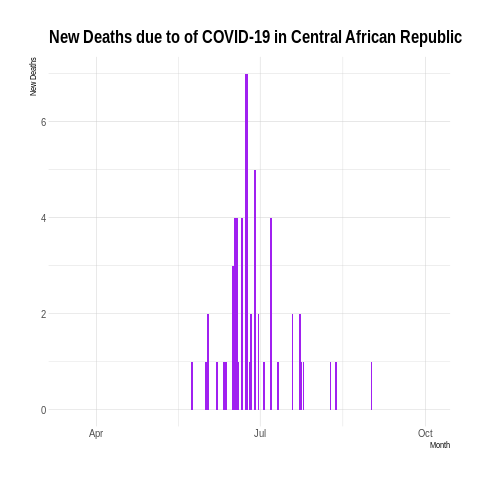 New Deaths due to of COVID-19 in Central African Republic
New Deaths
6
4
2
0
Apr
Jul
Oct
Month